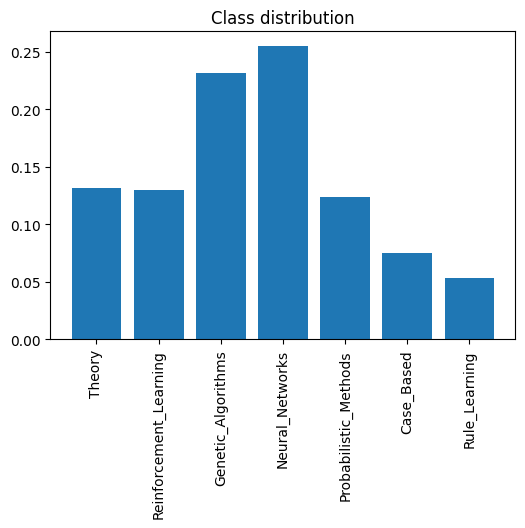 Class distribution
0.25
0.20
0.15
0.10
0.05
0.00
Theory
Reinforcement_Learning
Genetic_Algorithms
Neural_Networks
Probabilistic_Methods
Case_Based
Rule_Learning